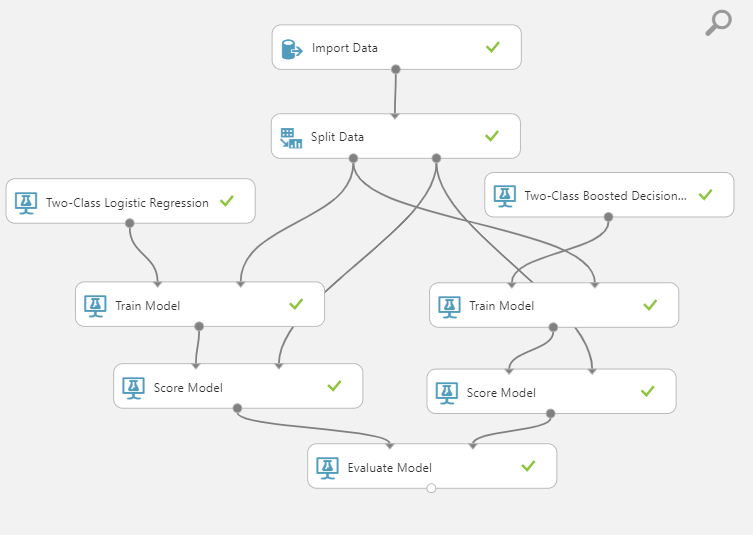 Import Data
Split Data
Two-Class Logistic Regression
Two-Class Boosted Decision...
Train Model
Train Model
Score Model
Score Model
Evaluate Model